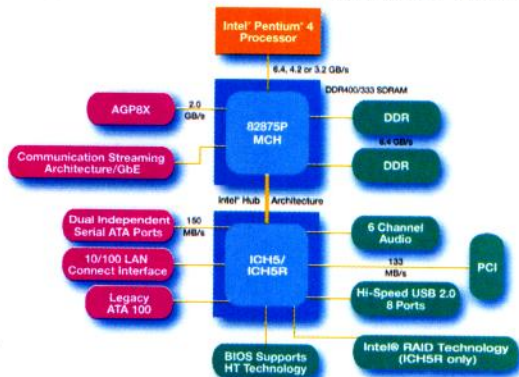 Intel® Pentium® 4
Processor
6.4, 4.2 or 3.2 GB/s
DDR400/333 SDRAM
AGP8X
2.0
GB/s
82875P
MCH
DDR
6.4 GB/s
DDR
Communication Streaming
Architecture/GbE
Intel® Hub
Architecture
Dual Independent
Serial ATA Ports
150
MB/s
6 Channel
Audio
10/100 LAN
Connect Interface
ICH5/
ICH5R
133
MB/s
PCI
Legacy
ATA 100
Hi-Speed USB 2.0
8 Ports
BIOS Supports
HT Technology
Intel® RAID Technology
(ICH5R only)